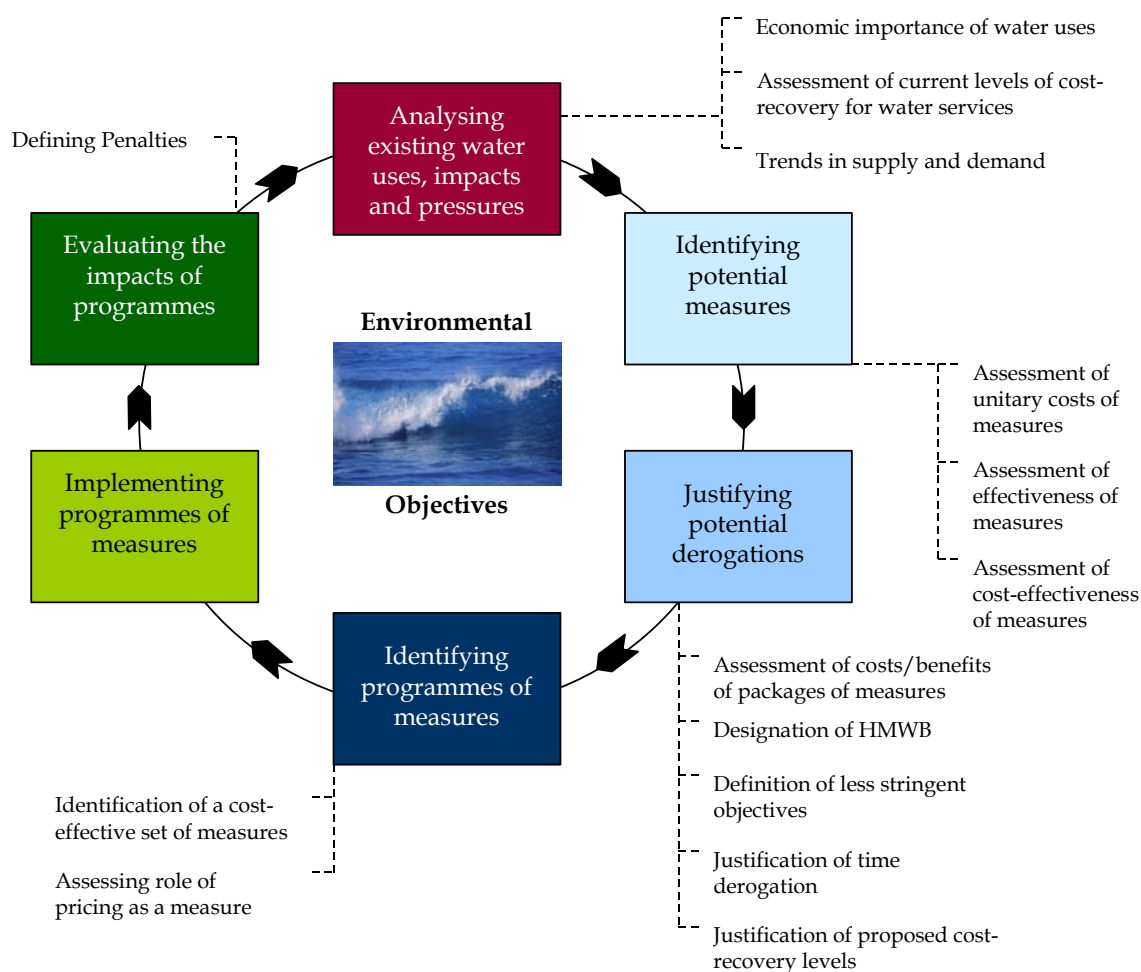 Economic importance of water uses
Assessment of current levels of cost-
recovery for water services
Trends in supply and demand
Defining Penalties
Analysing
existing water
uses, impacts
and pressures
Evaluating the
impacts of
programmes
Identifying
potential
measures
Environmental
Objectives
Assessment of
unitary costs of
measures
Assessment of
effectiveness of
measures
Assessment of
cost-effectiveness
of measures
Implementing
programmes of
measures
Justifying
potential
derogations
Identifying
programmes of
measures
Assessment of costs/benefits
of packages of measures
Designation of HMWB
Definition of less stringent
objectives
Justification of time
derogation
Justification of proposed cost-
recovery levels
Identification of a cost-
effective set of measures
Assessing role of
pricing as a measure